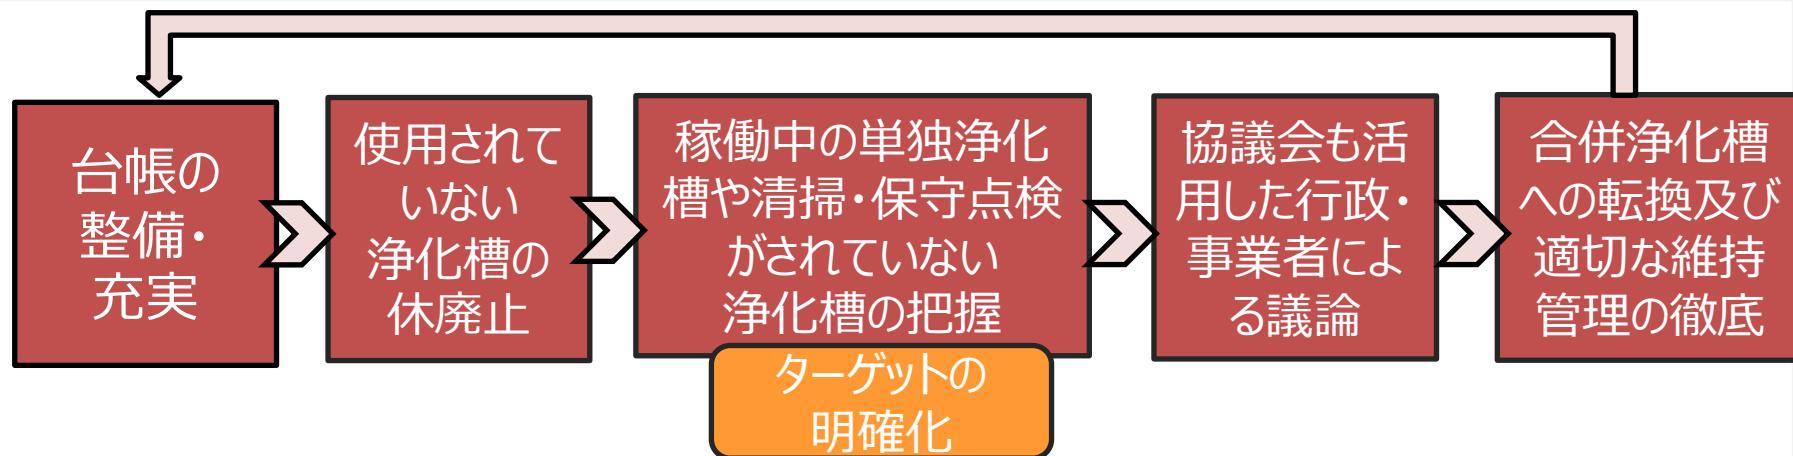 台帳の
整備・
充実
使用されて
いない
浄化槽の
休廃止
稼働中の単独浄化
槽や清掃・保守点検
がされていない
浄化槽の把握
ターゲットの
明確化
協議会も活
用した行政・
事業者によ
る議論
合併浄化槽
への転換及び
適切な維持
管理の徹底